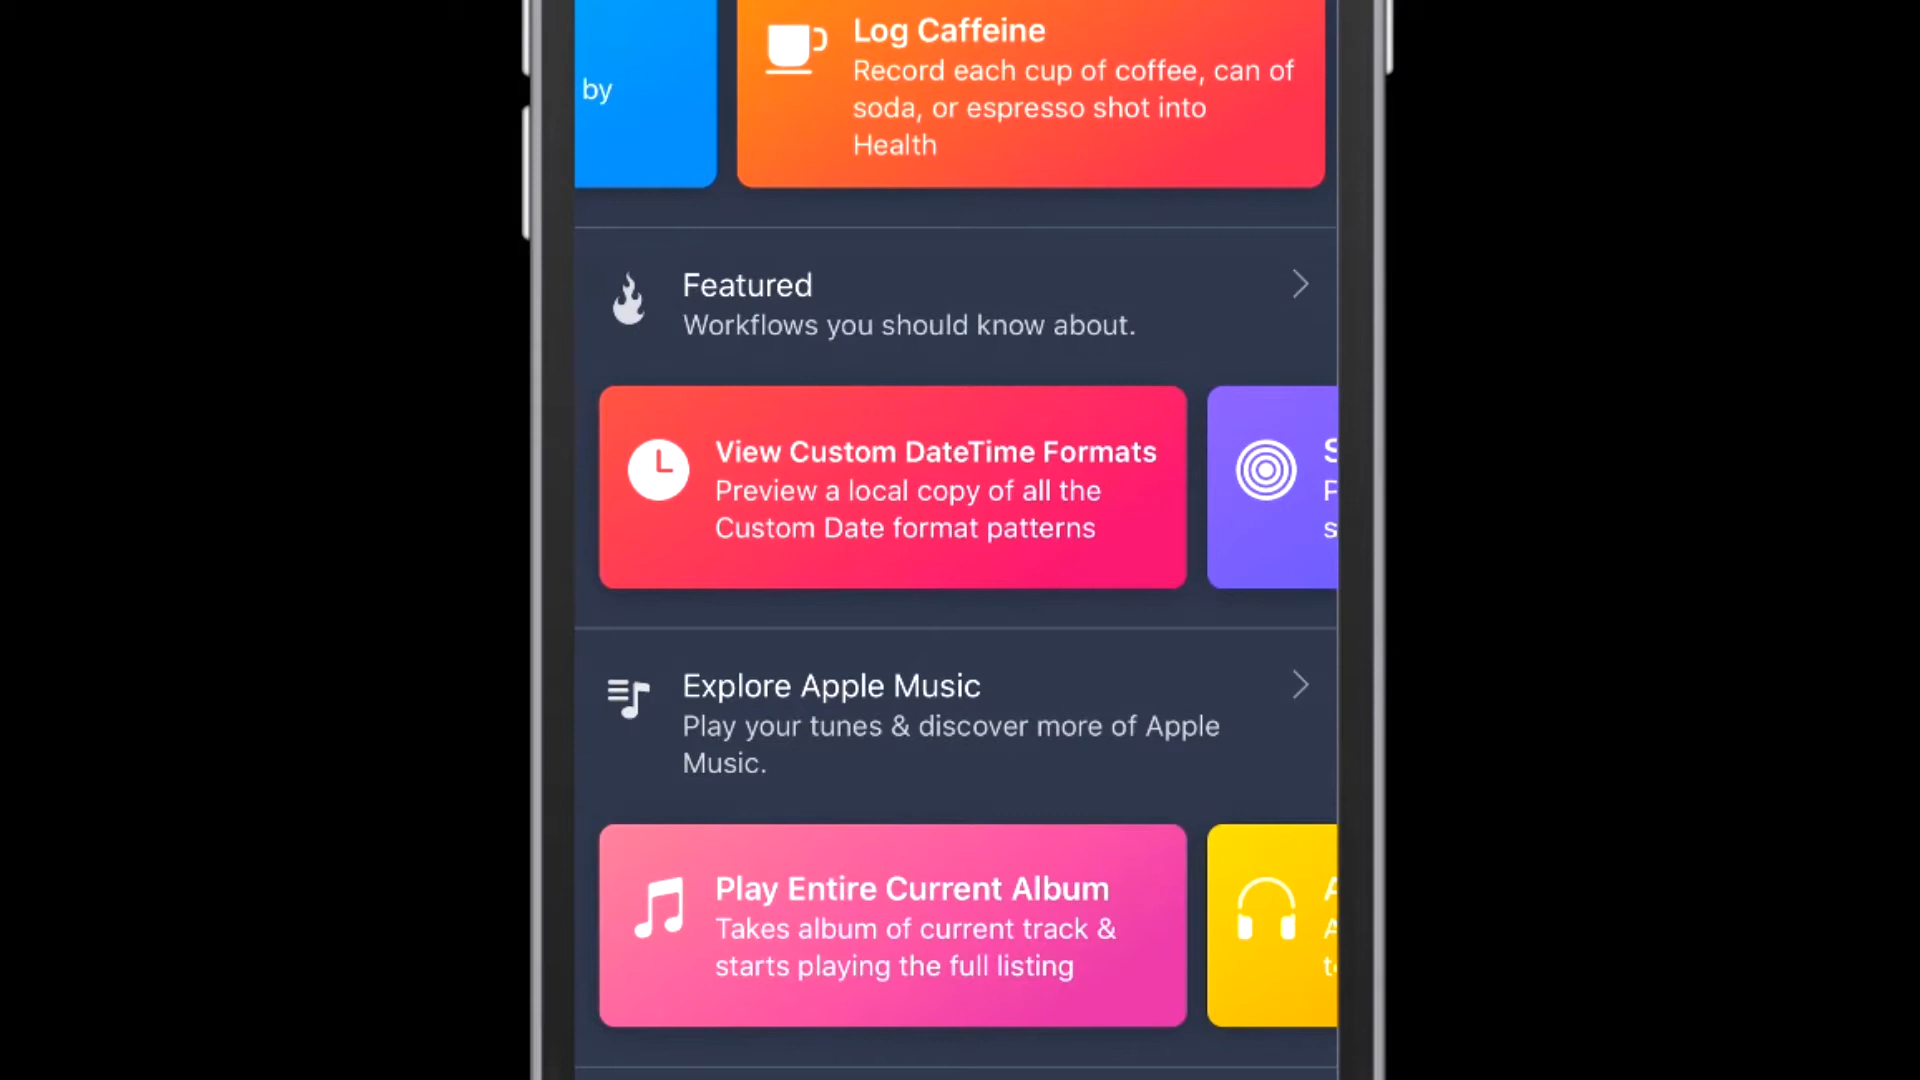 by
Log Caffeine
Record each cup of coffee, can of
soda, or espresso shot into
Health
Featured
Workflows you should know about.
View Custom DateTime Formats
Preview a local copy of all the
Custom Date format patterns
Explore Apple Music
Play your tunes & discover more of Apple
Music.
Play Entire Current Album
Takes album of current track &
starts playing the full listing